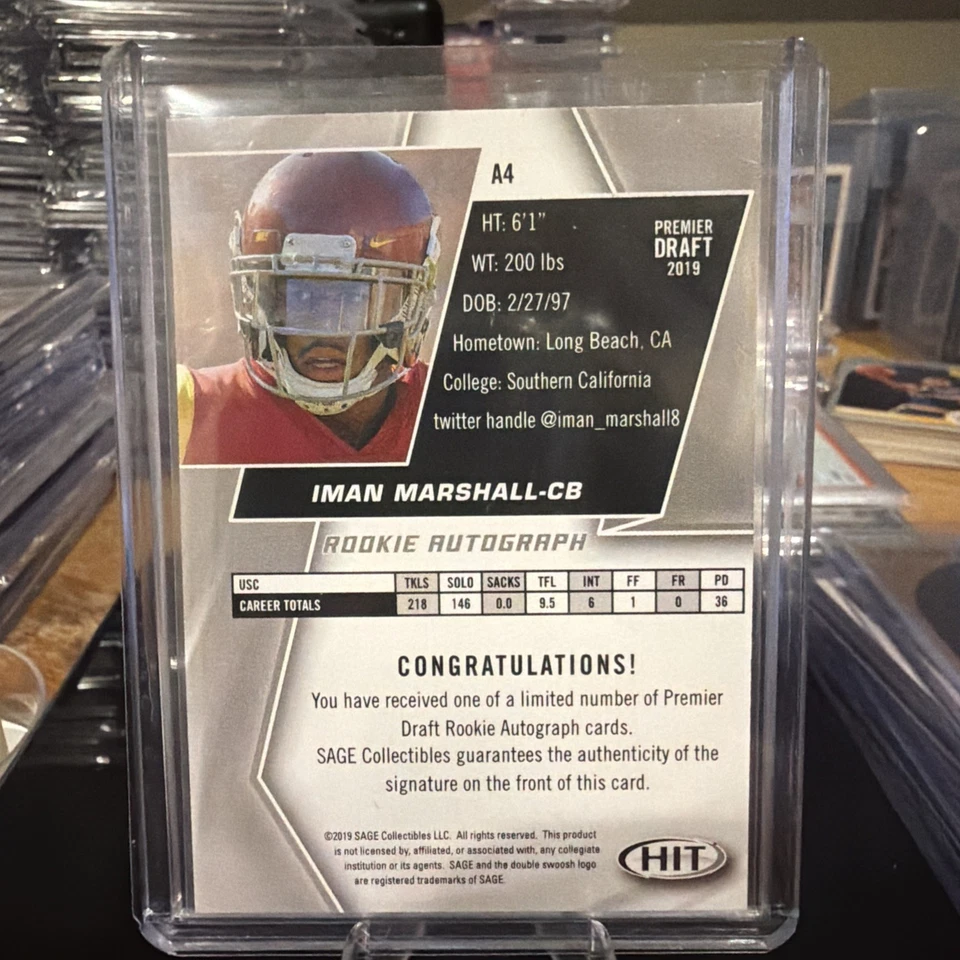 A4
HT: 6'1"
WT: 200 lbs
DOB: 2/27/97
Hometown: Long Beach, CA
College: Southern California
twitter handle @iman_marshall8
PREMIER
DRAFT
2019
IMAN MARSHALL-CB
ROOKIE AUTOGRAPH
USC TKLS SOLO SACKS TFL INT FF FR PD
CAREER TOTALS 218 146 0.0 9.5 6 1 0 36
CONGRATULATIONS!
You have received one of a limited number of Premier
Draft Rookie Autograph cards.
SAGE Collectibles guarantees the authenticity of the
signature on the front of this card.
©2019 SAGE Collectibles LLC. All rights reserved. This product
is not licensed by, affiliated, or associated with, any collegiate
institution or its agents. SAGE and the double swoosh logo
are registered trademarks of SAGE.
HIT